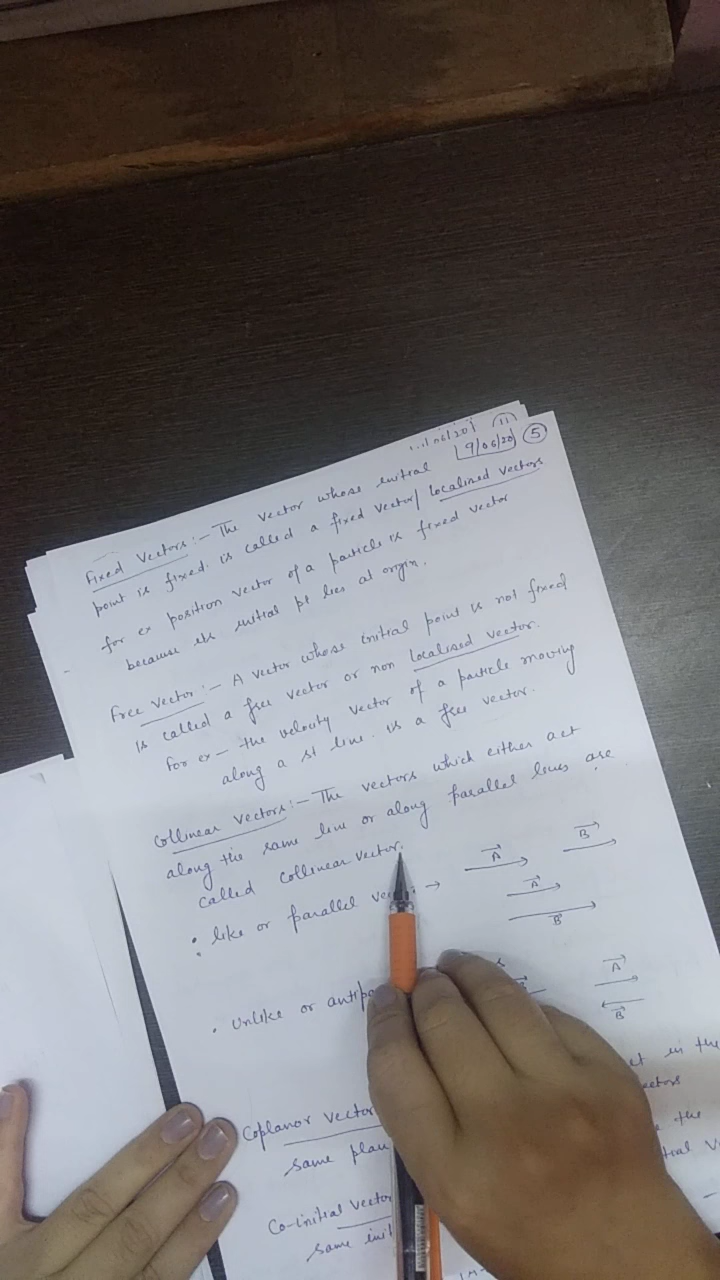 11
9/06/20 5
Fixed Vectors:- The vector whose initial
point is fixed is called a fixed vector/ localized vectors
for ex position vector of a particle is fixed vector
because its initial pt lies at origin.
Free vector:- A vector whose initial point is not fixed
is called a free vector or non localised vector.
for ex- the velocity vector of a particle moving
along a st line. is a free vector.
Collinear vectors:- The vectors which either act
along the same line or along parallel lines are
called collinear vector.
• like or parallel → A B
A
B
• Unlike or A
B
Coplanar vector in the
same the
Co-initial vector
same